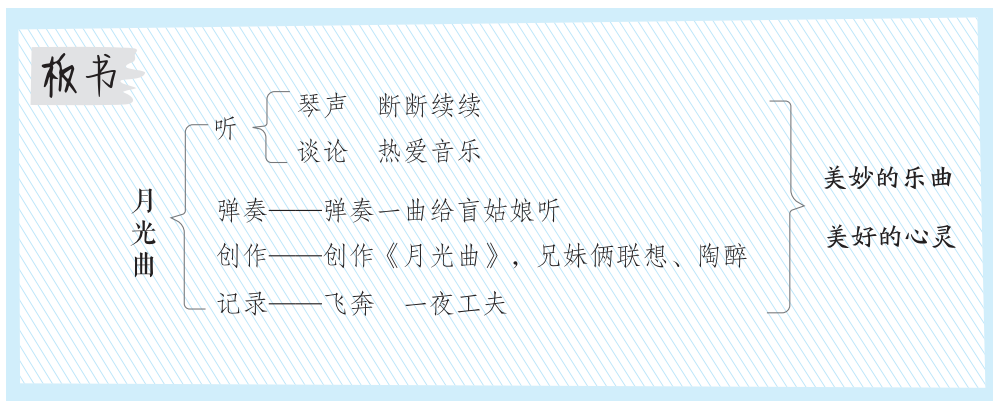 板书
月光曲
听
琴声 断断续续
谈论 热爱音乐
弹奏——弹奏一曲给盲姑娘听
创作——创作《月光曲》，兄妹俩联想、陶醉
记录——飞奔 一夜工夫
美妙的乐曲
美好的心灵